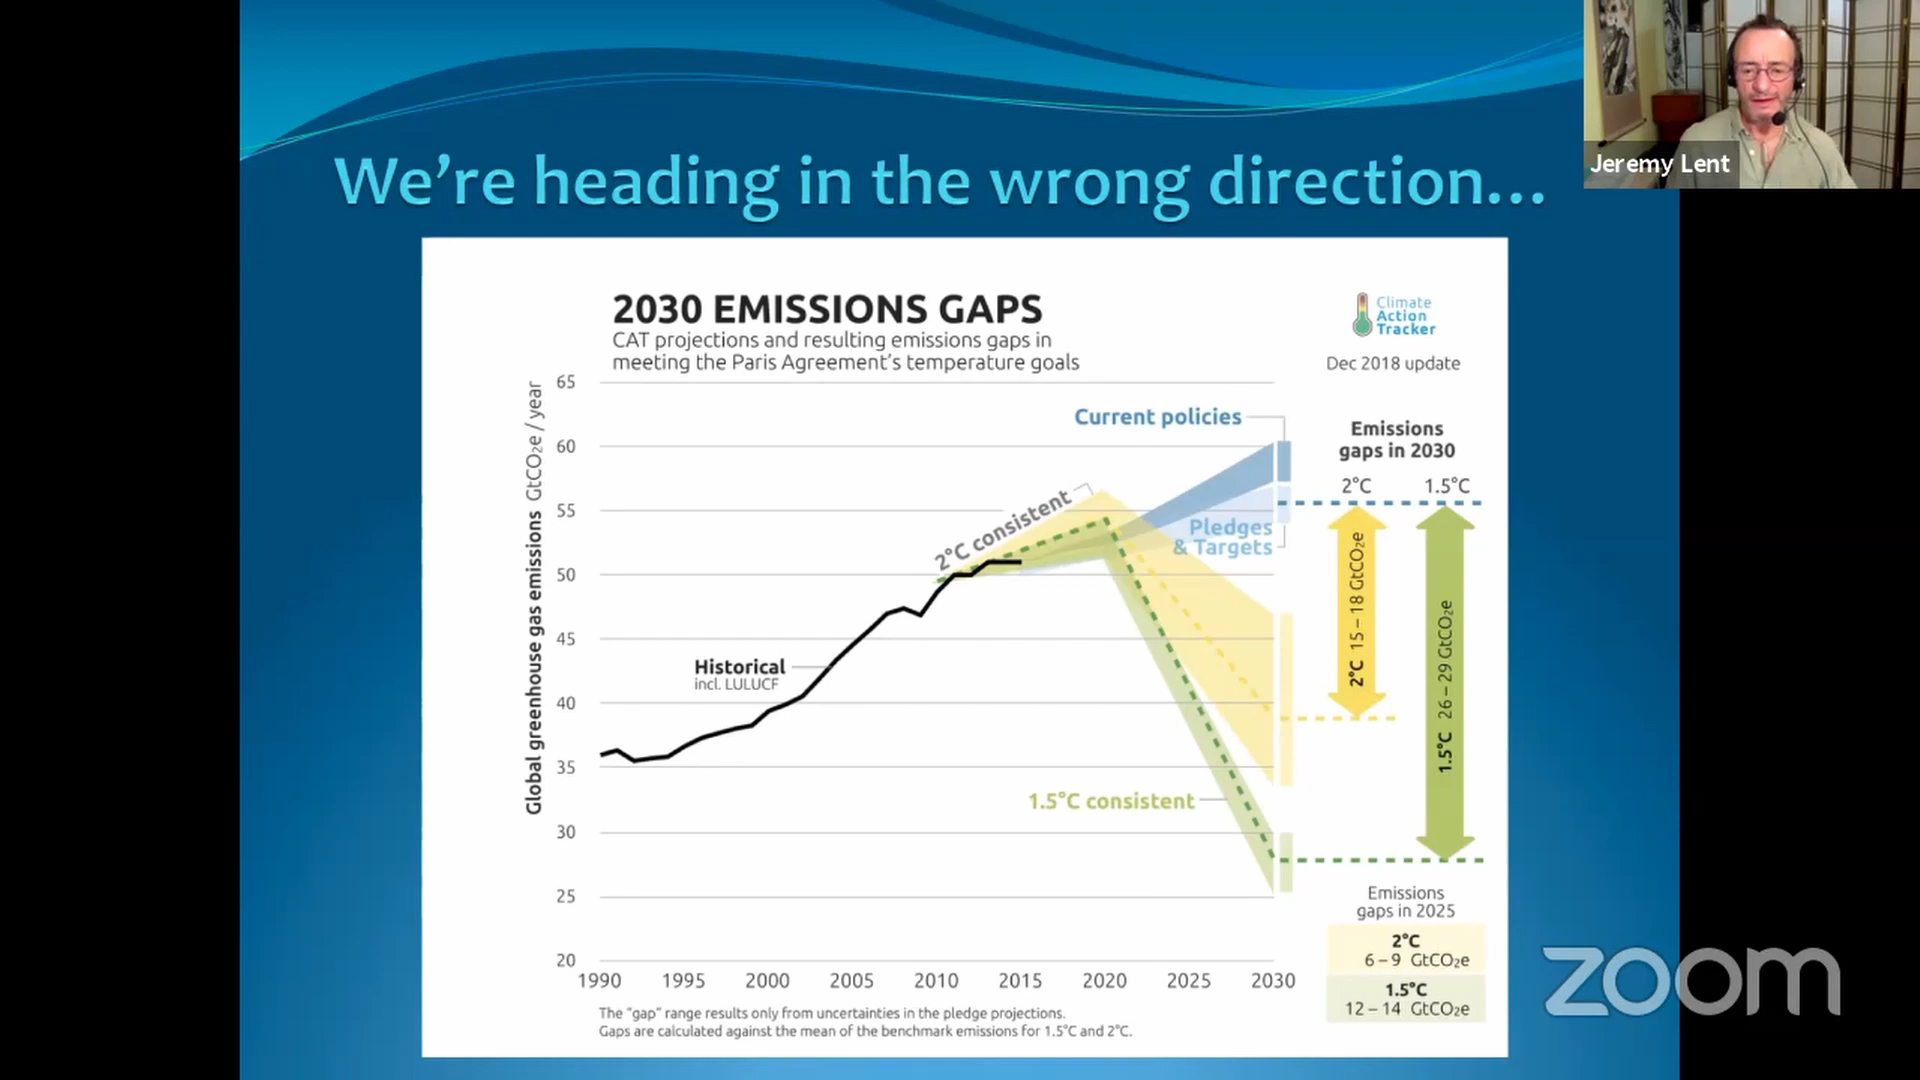 We're heading in the wrong direction...
Jeremy Lent
2030 EMISSIONS GAPS
CAT projections and resulting emissions gaps in
meeting the Paris Agreement's temperature goals
Climate
Action
Tracker
Dec 2018 update
Global greenhouse gas emissions GtCO2e / year
65
60
55
50
45
40
35
30
25
20
1990 1995 2000 2005 2010 2015 2020 2025 2030
Historical
incl. LULUCF
2°C consistent
Current policies
Pledges
& Targets
1.5°C consistent
Emissions
gaps in 2030
2°C 1.5°C
2°C 15 – 18 GtCO2e
1.5°C 26 – 29 GtCO2e
Emissions
gaps in 2025
2°C
6 – 9 GtCO2e
1.5°C
12 – 14 GtCO2e
The "gap" range results only from uncertainties in the pledge projections.
Gaps are calculated against the mean of the benchmark emissions for 1.5°C and 2°C.
zoom